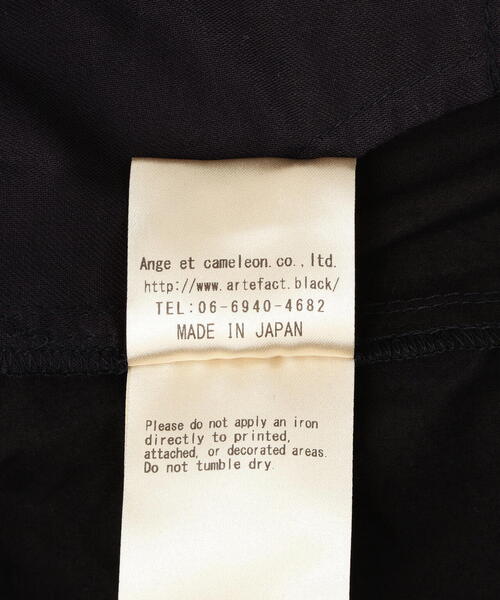 Ange et cameleon.co.,ltd.
http://www.artefact.black/
TEL:06-6940-4682
MADE IN JAPAN
Please do not apply an iron
directly to printed,
attached, or decorated areas.
Do not tumble dry.